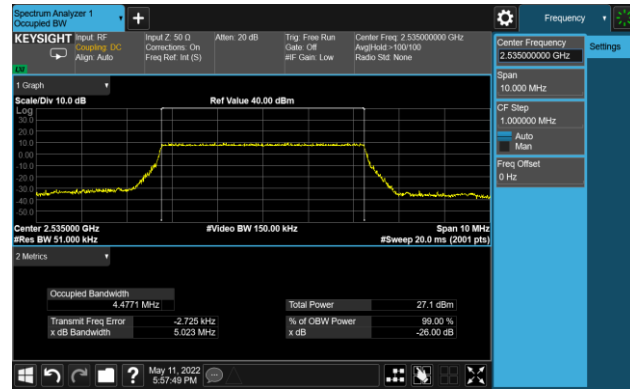 Spectrum Analyzer 1
Occupied BW
+
Frequency
KEYSIGHT
Input: RF
Coupling: DC
Align: Auto
Input Z: 50 Ω
Corrections: On
Freq Ref: Int (S)
Atten: 20 dB
Trig: Free Run
Gate: Off
#IF Gain: Low
Center Freq: 2.535000000 GHz
Avg|Hold:>100/100
Radio Std: None
Center Frequency
2.535000000 GHz
Settings
Span
10.000 MHz
CF Step
1.000000 MHz
Auto
Man
Freq Offset
0 Hz
1 Graph
Scale/Div 10.0 dB
Ref Value 40.00 dBm
Log
30.0
20.0
10.0
0.00
-10.0
-20.0
-30.0
-40.0
-50.0
Center 2.535000 GHz
#Video BW 150.00 kHz
Span 10 MHz
#Res BW 51.000 kHz
#Sweep 20.0 ms (2001 pts)
2 Metrics
Occupied Bandwidth
4.4771 MHz
Total Power 27.1 dBm
Transmit Freq Error -2.725 kHz
% of OBW Power 99.00 %
x dB Bandwidth 5.023 MHz
x dB -26.00 dB
?
May 11, 2022
5:57:49 PM